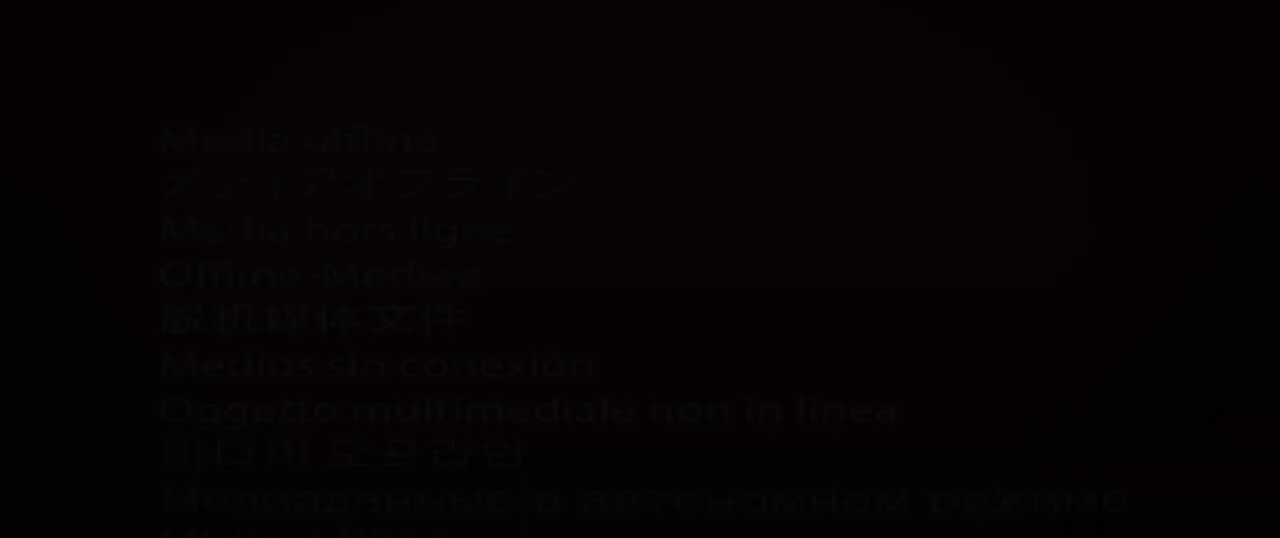 Media offline
メディアオフライン
Média hors ligne
Offline-Medien
脱机媒体文件
Medios sin conexión
Oggetto multimediale non in linea
미디어 오프라인
Медиаданные в автономном режиме